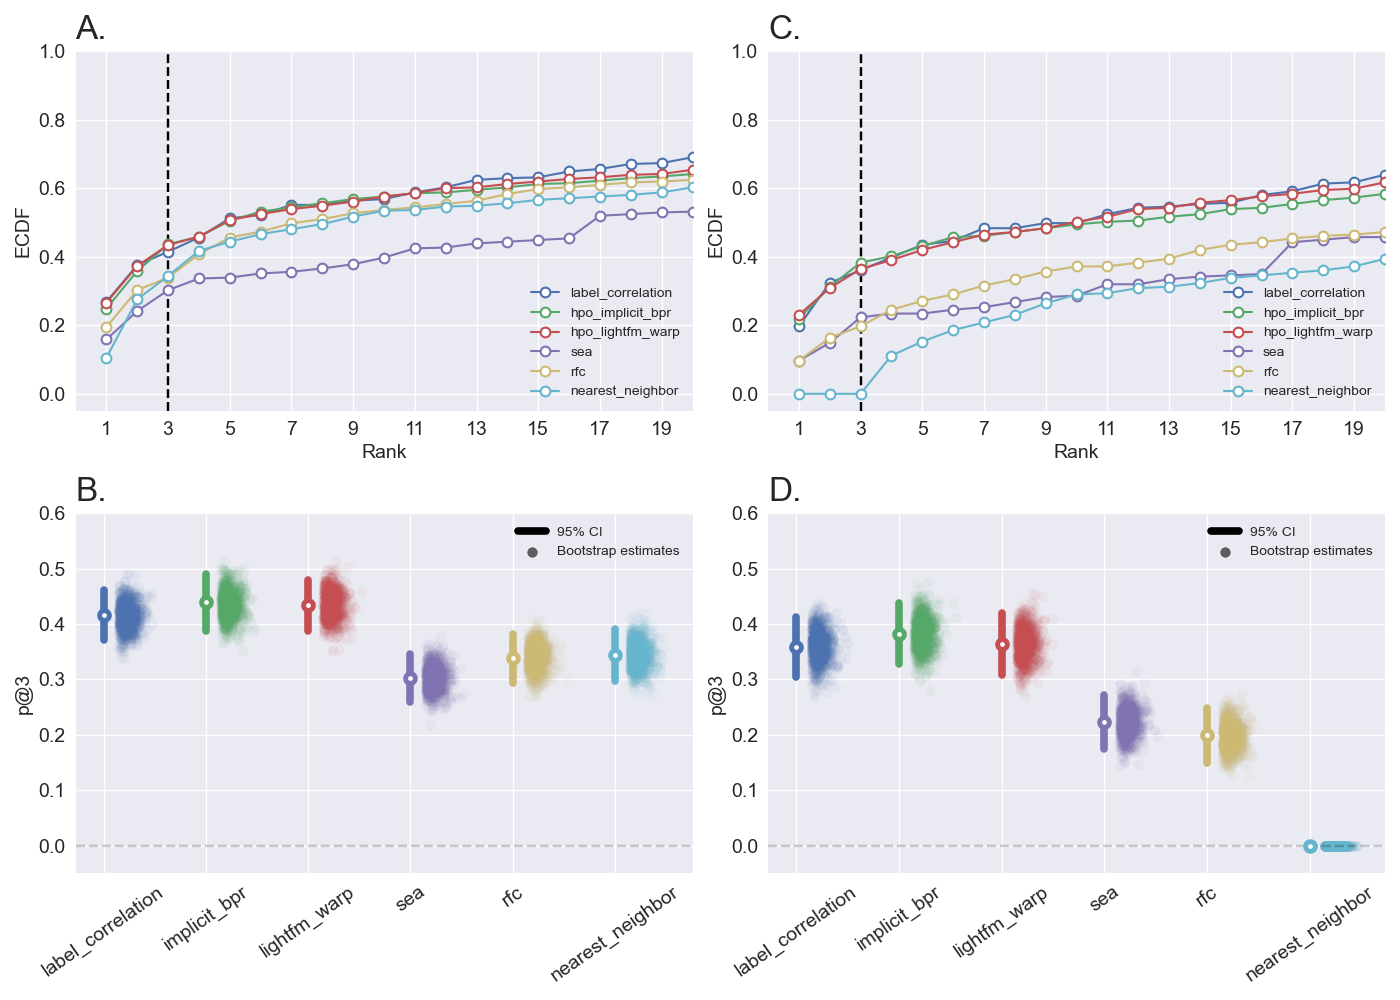 A.
1.0
0.8
0.6
0.4
0.2
0.0
ECDF
label_correlation
hpo_implicit_bpr
hpo_lightfm_warp
sea
rfc
nearest_neighbor
1 3 5 7 9 11 13 15 17 19
Rank
C.
1.0
0.8
0.6
0.4
0.2
0.0
ECDF
label_correlation
hpo_implicit_bpr
hpo_lightfm_warp
sea
rfc
nearest_neighbor
1 3 5 7 9 11 13 15 17 19
Rank
B.
0.6
0.5
0.4
0.3
0.2
0.1
0.0
p@3
95% CI
Bootstrap estimates
label_correlation
implicit_bpr
lightfm_warp
sea
rfc
nearest_neighbor
D.
0.6
0.5
0.4
0.3
0.2
0.1
0.0
p@3
95% CI
Bootstrap estimates
label_correlation
implicit_bpr
lightfm_warp
sea
rfc
nearest_neighbor